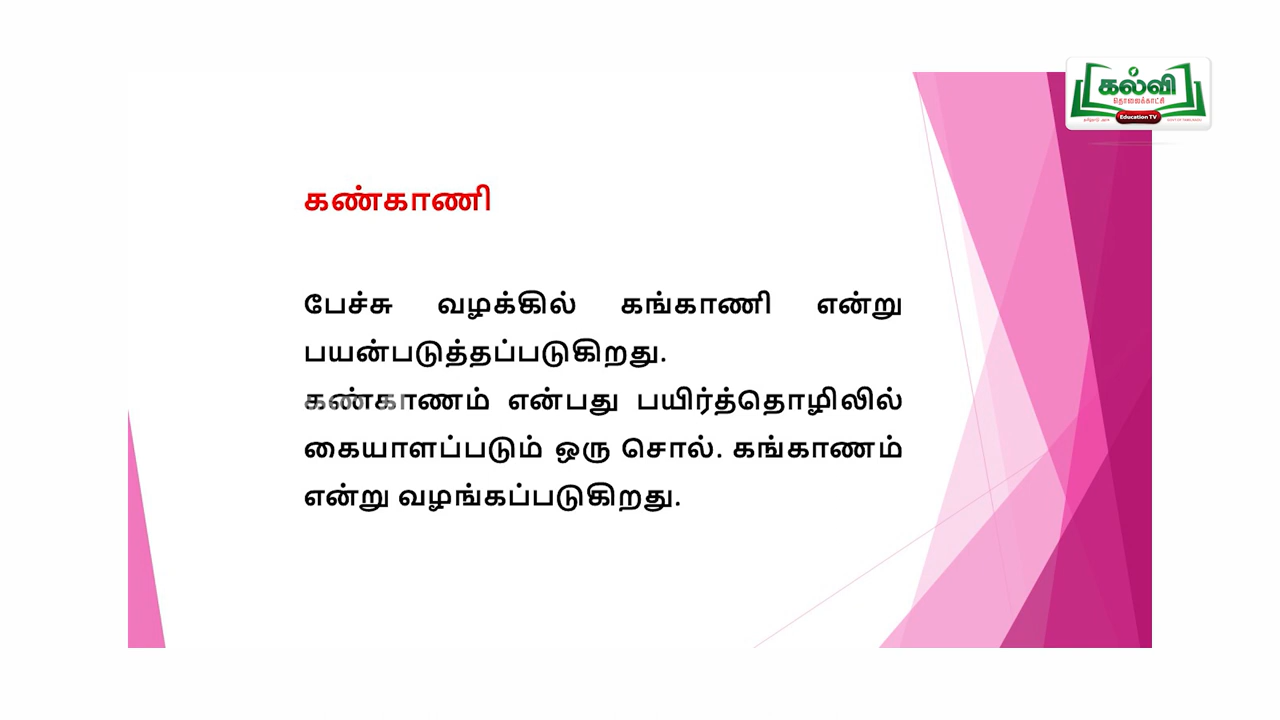 கல்வி
தொலைக்காட்சி
Education TV
கண்காணி
பேச்சு வழக்கில் கங்காணி என்று
பயன்படுத்தப்படுகிறது.
கண்காணம் என்பது பயிர்த்தொழிலில்
கையாளப்படும் ஒரு சொல். கங்காணம்
என்று வழங்கப்படுகிறது.